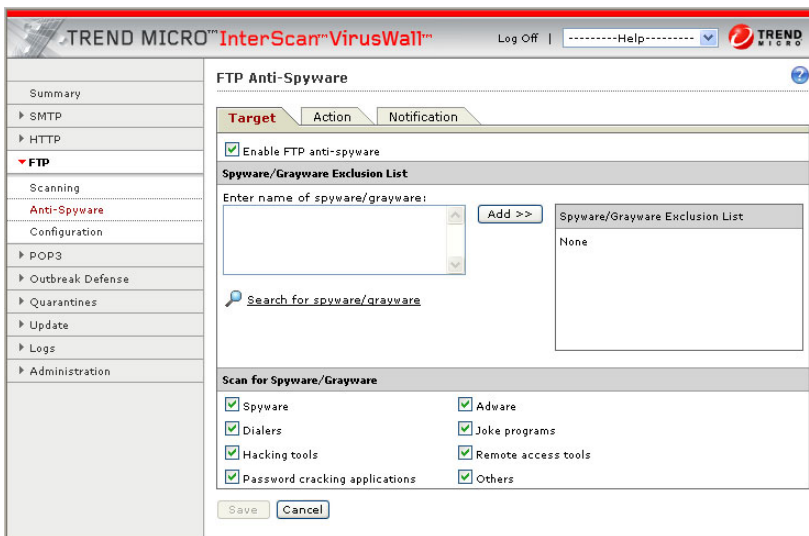 TREND MICRO™ InterScan™ VirusWall™
Log Off | ---------Help---------
TREND MICRO
Summary
SMTP
HTTP
FTP
Scanning
Anti-Spyware
Configuration
POP3
Outbreak Defense
Quarantines
Update
Logs
Administration
FTP Anti-Spyware
?
Target Action Notification
Enable FTP anti-spyware
Spyware/Grayware Exclusion List
Enter name of spyware/grayware:
Add >>
Spyware/Grayware Exclusion List
None
Search for spyware/grayware
Scan for Spyware/Grayware
Spyware Adware
Dialers Joke programs
Hacking tools Remote access tools
Password cracking applications Others
Save Cancel